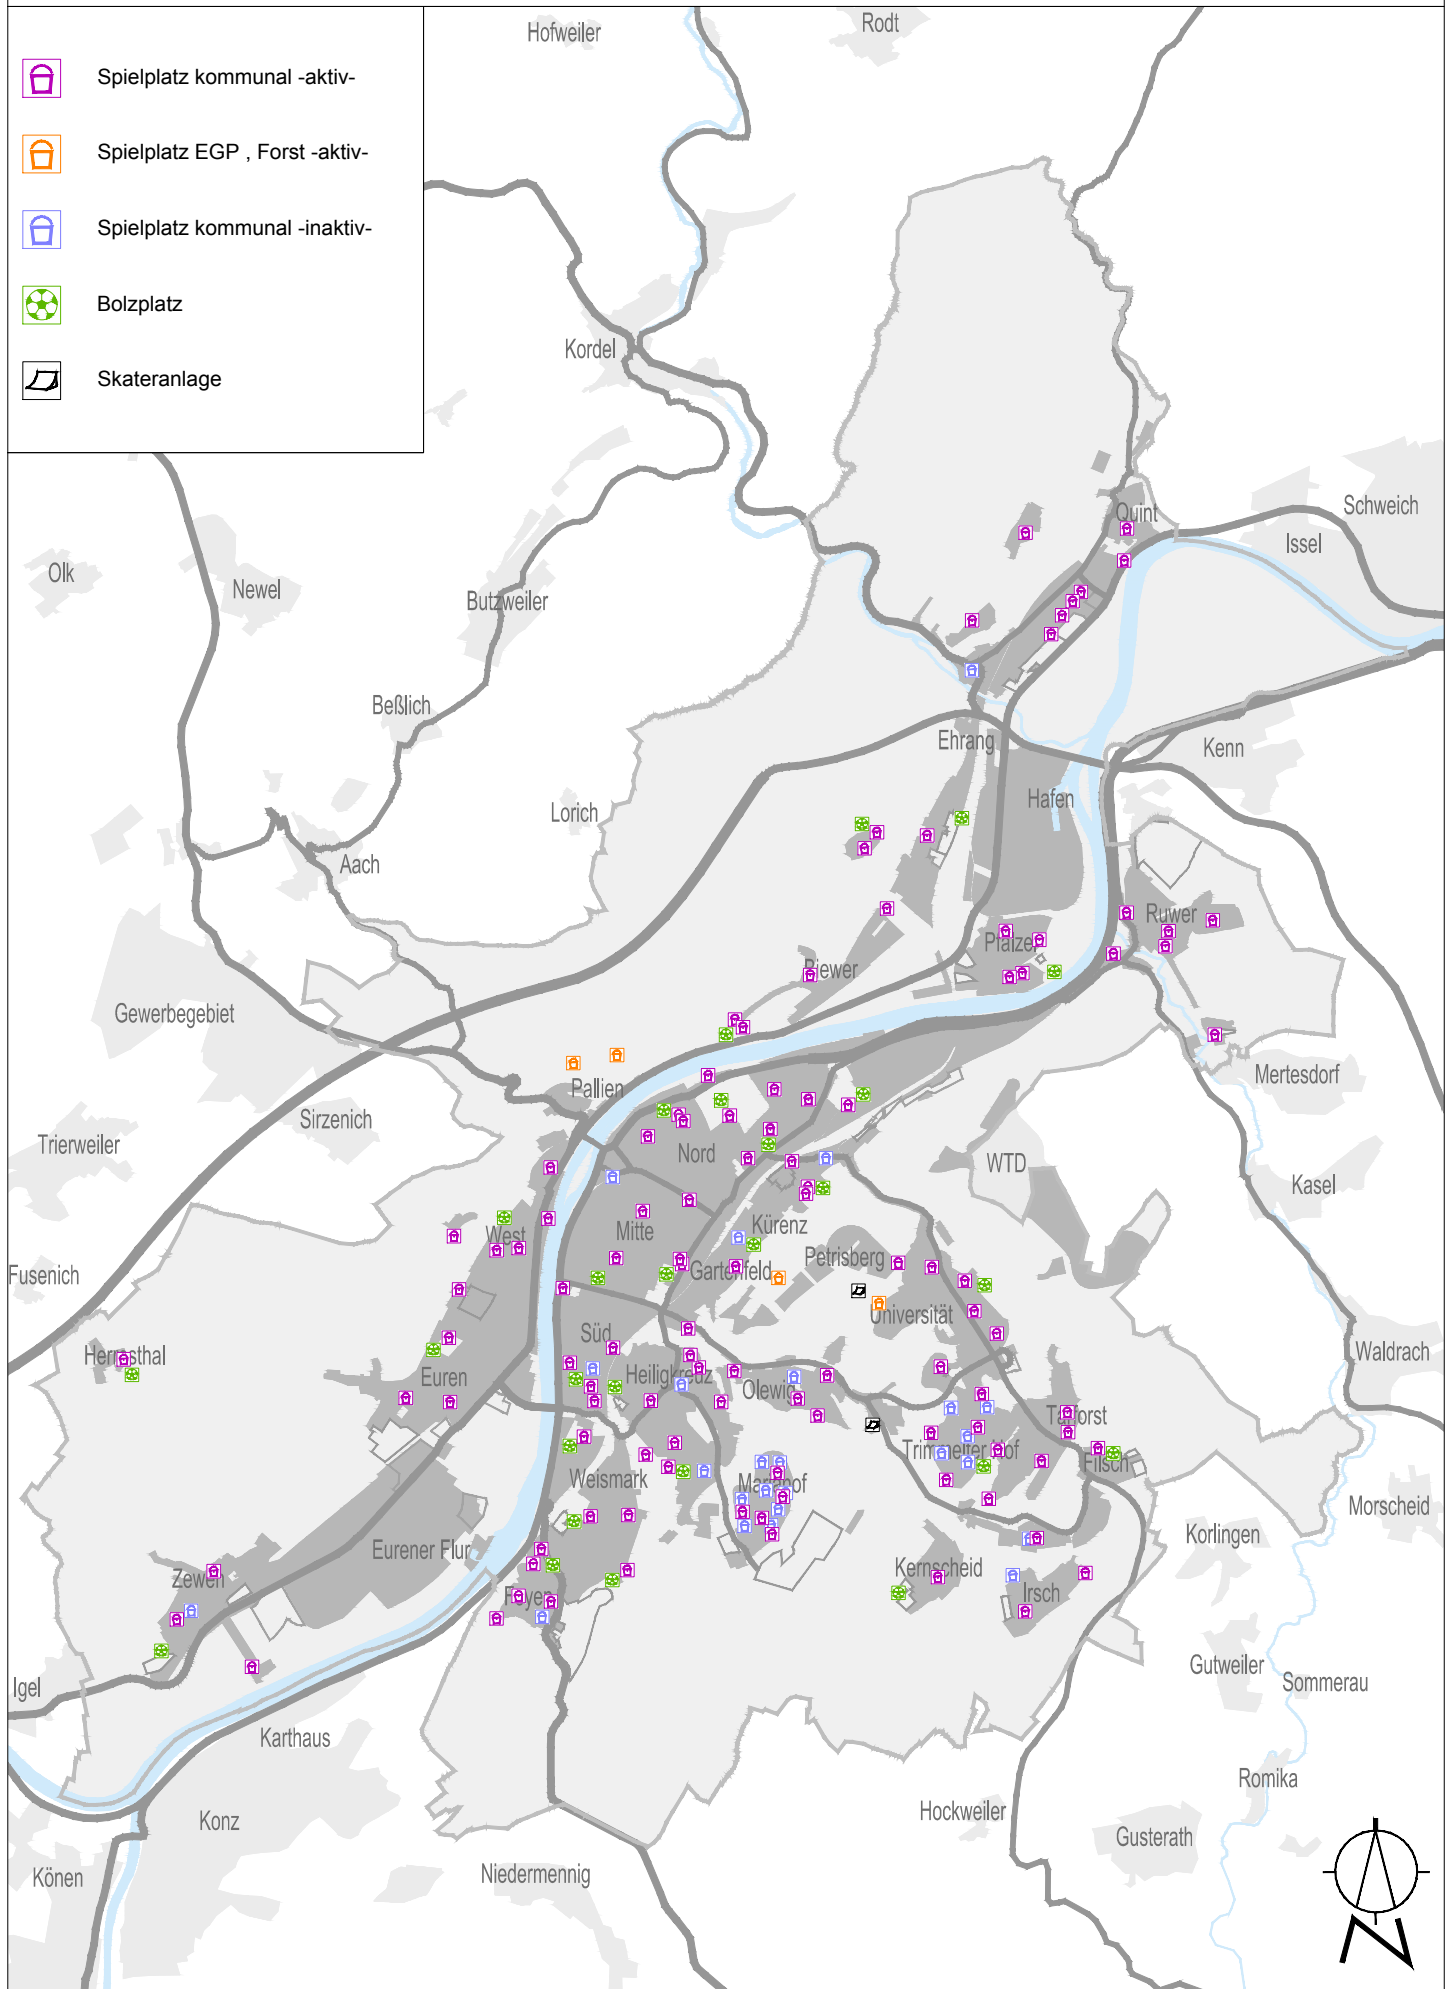 Spielplatz kommunal -aktiv-
Spielplatz EGP , Forst -aktiv-
Spielplatz kommunal -inaktiv-
Bolzplatz
Skateranlage
Hofweiler
Rodt
Kordel
Quint
Schweich
Issel
Olk
Newel
Butzweiler
Beßlich
Ehrang
Kenn
Hafen
Lorich
Aach
Ruwer
Pfalzel
Biewer
Gewerbegebiet
Mertesdorf
Pallien
Sirzenich
Trierweiler
Nord
WTD
Kasel
Kürenz
West
Mitte
Petrisberg
Gartenfeld
Fusenich
Universität
Süd
Herresthal
Waldrach
Euren
Heiligkreuz
Olewig
Tarforst
Trimmelter Hof
Filsch
Weismark
Mariahof
Morscheid
Korlingen
Eurener Flur
Zewen
Kernscheid
Irsch
Feyen
Igel
Gutweiler
Sommerau
Karthaus
Romika
Konz
Hockweiler
Gusterath
Könen
Niedermennig
N